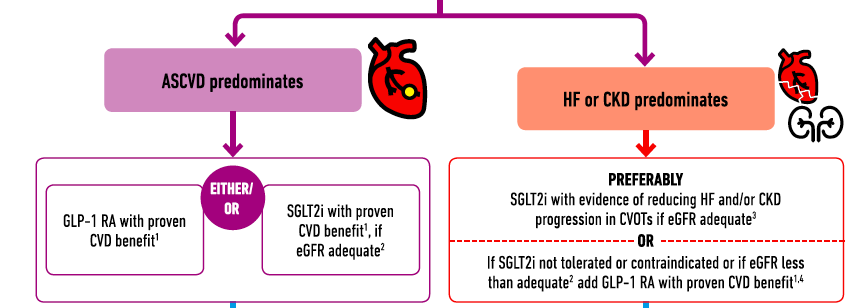 ASCVD predominates
HF or CKD predominates
EITHER/
OR
GLP-1 RA with proven
CVD benefit¹
SGLT2i with proven
CVD benefit¹, if
eGFR adequate²
PREFERABLY
SGLT2i with evidence of reducing HF and/or CKD
progression in CVOTs if eGFR adequate³
OR
If SGLT2i not tolerated or contraindicated or if eGFR less
than adequate² add GLP-1 RA with proven CVD benefit¹,⁴